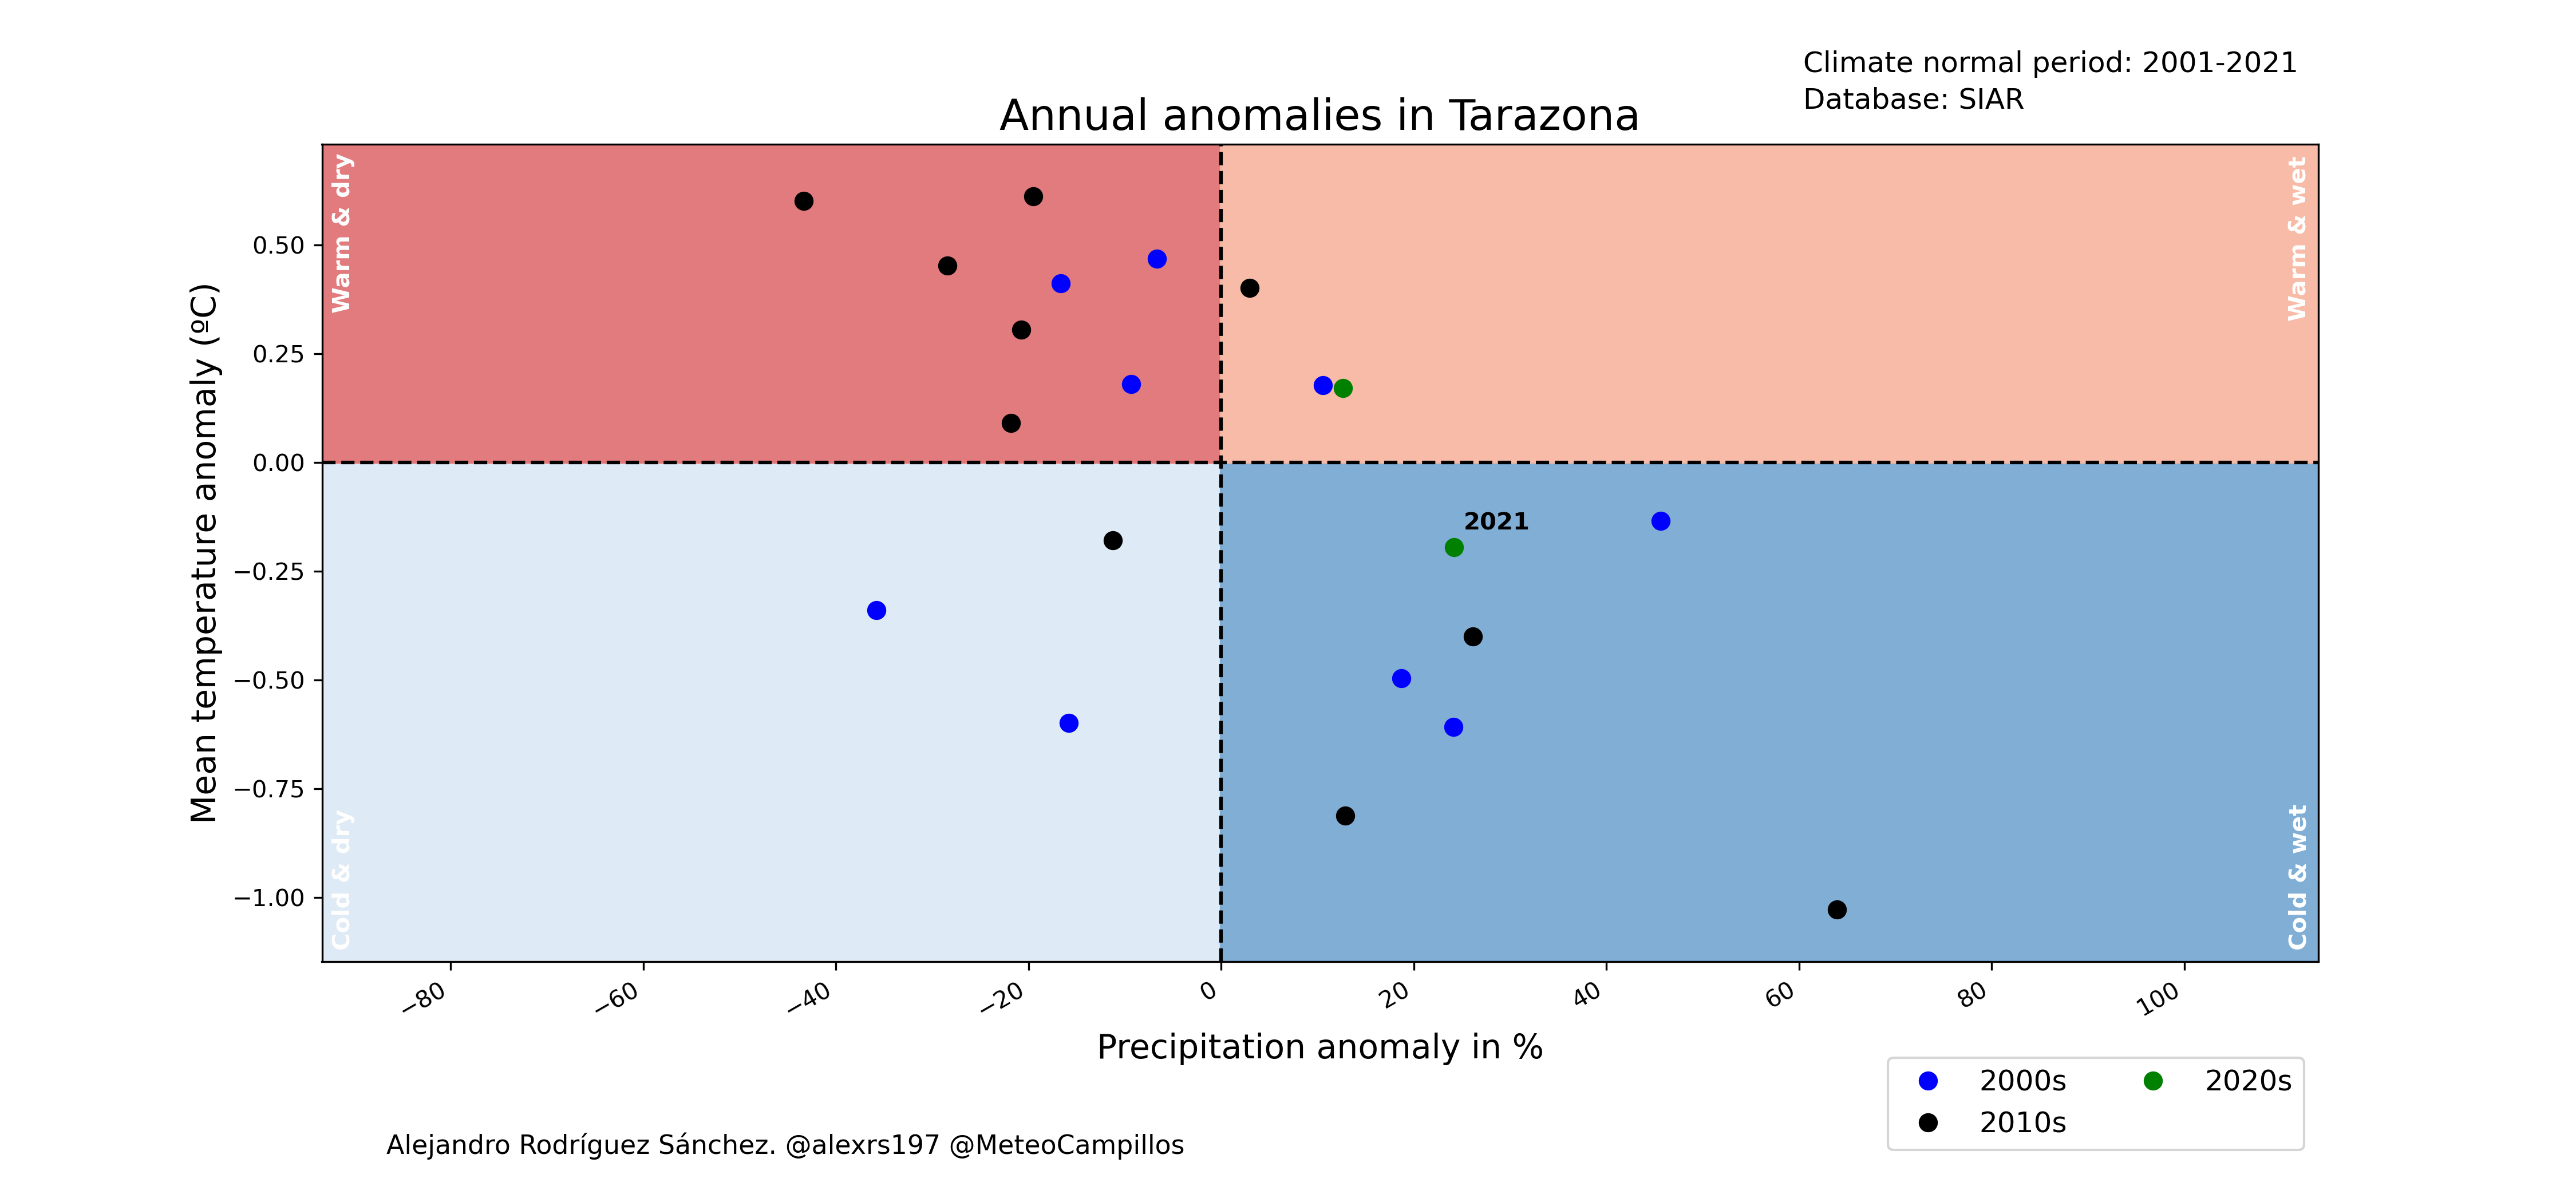 Climate normal period: 2001-2021
Database: SIAR
Annual anomalies in Tarazona
Warm & dry
Warm & wet
Mean temperature anomaly (ºC)
0.50
0.25
0.00
−0.25
−0.50
−0.75
−1.00
2021
Cold & dry
Cold & wet
−80
−60
−40
−20
0
20
40
60
80
100
Precipitation anomaly in %
2000s
2020s
2010s
Alejandro Rodríguez Sánchez. @alexrs197 @MeteoCampillos